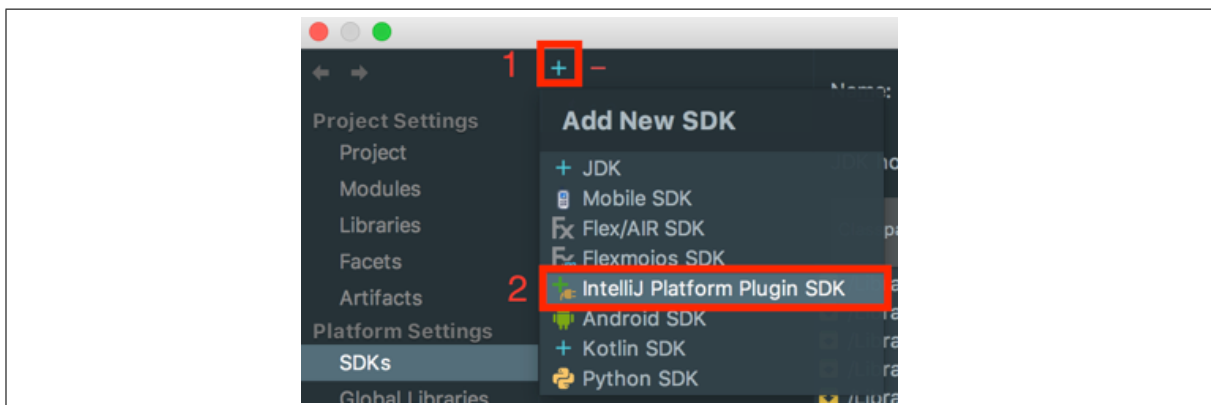 1 + −
Name:
Project Settings
Add New SDK
Project
+ JDK
Modules
Mobile SDK
Libraries
Flex/AIR SDK
Facets
Flexmojos SDK
Artifacts
2 IntelliJ Platform Plugin SDK
Platform Settings
Android SDK
SDKs
+ Kotlin SDK
Global Libraries
Python SDK